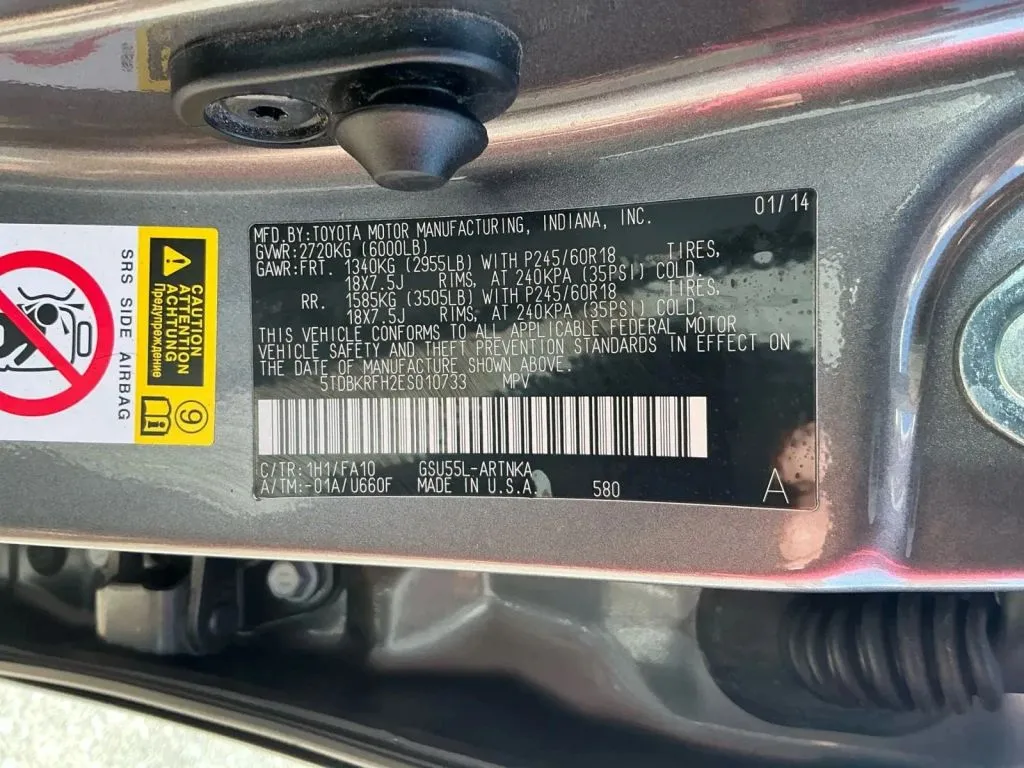 01/14
MFD.BY:TOYOTA MOTOR MANUFACTURING, INDIANA, INC.
GVWR:2720KG (6000LB)
GAWR:FRT. 1340KG (2955LB) WITH P245/60R18 TIRES,
18X7.5J RIMS, AT 240KPA (35PSI) COLD.
RR. 1585KG (3505LB) WITH P245/60R18 TIRES,
18X7.5J RIMS, AT 240KPA (35PSI) COLD.
THIS VEHICLE CONFORMS TO ALL APPLICABLE FEDERAL MOTOR
VEHICLE SAFETY AND THEFT PREVENTION STANDARDS IN EFFECT ON
THE DATE OF MANUFACTURE SHOWN ABOVE.
5TDBKRFH2ES010733 MPV
C/TR:1H1/FA10 GSU55L-ARTNKA
A/TM:-01A/U660F MADE IN U.S.A. 580 A
CAUTION
ATTENTION
ACHTUNG
Предупреждение
9
i
SRS SIDE AIRBAG